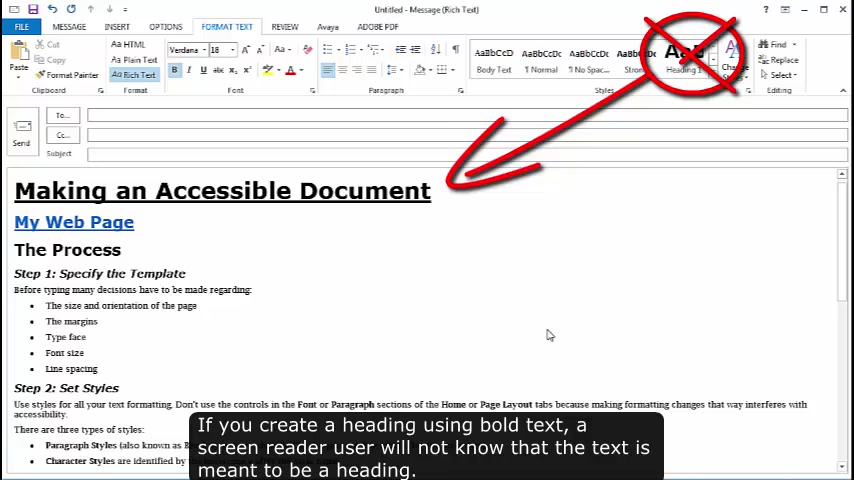 Untitled - Message (Rich Text)
FILE MESSAGE INSERT OPTIONS FORMAT TEXT REVIEW Avaya ADOBE PDF
Paste
Cut
Copy
Format Painter
Clipboard
Aa HTML
Aa Plain Text
Aa Rich Text
Format
Verdana 18
Font
Paragraph
AaBbCcD AaBbCcDc AaBbCcDc
Body Text ¶ Normal ¶ No Spac... Heading 1
Styles
Find
Replace
Select
Editing
Send
To...
Cc...
Subject
Making an Accessible Document
My Web Page
The Process
Step 1: Specify the Template
Before typing many decisions have to be made regarding:
• The size and orientation of the page
• The margins
• Type face
• Font size
• Line spacing
Step 2: Set Styles
Use styles for all your text formatting. Don't use the controls in the Font or Paragraph sections of the Home or Page Layout tabs because making formatting changes that way interferes with
accessibility.
There are three types of styles:
• Paragraph Styles (also known as
• Character Styles are identified by
If you create a heading using bold text, a
screen reader user will not know that the text is
meant to be a heading.